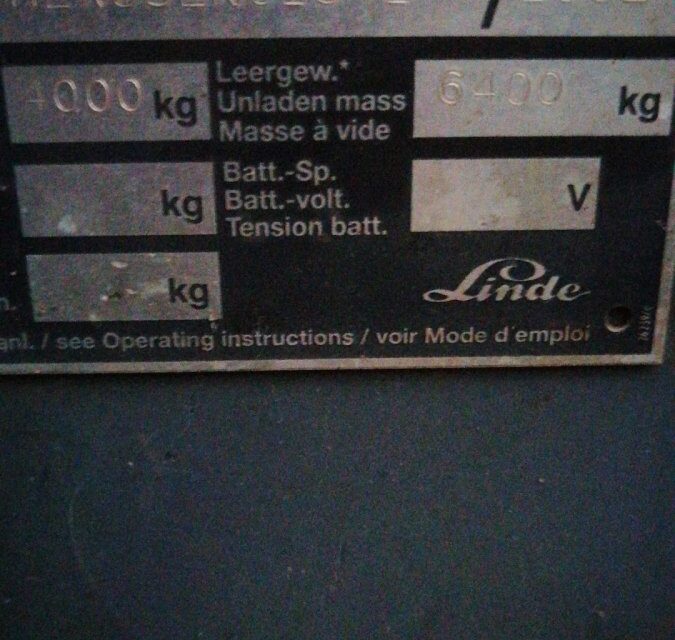 4000 kg Leergew.* 6400 kg
Unladen mass
Masse à vide
kg Batt.-Sp. V
Batt.-volt.
Tension batt.
kg
Linde
anl. / see Operating instructions / voir Mode d'emploi